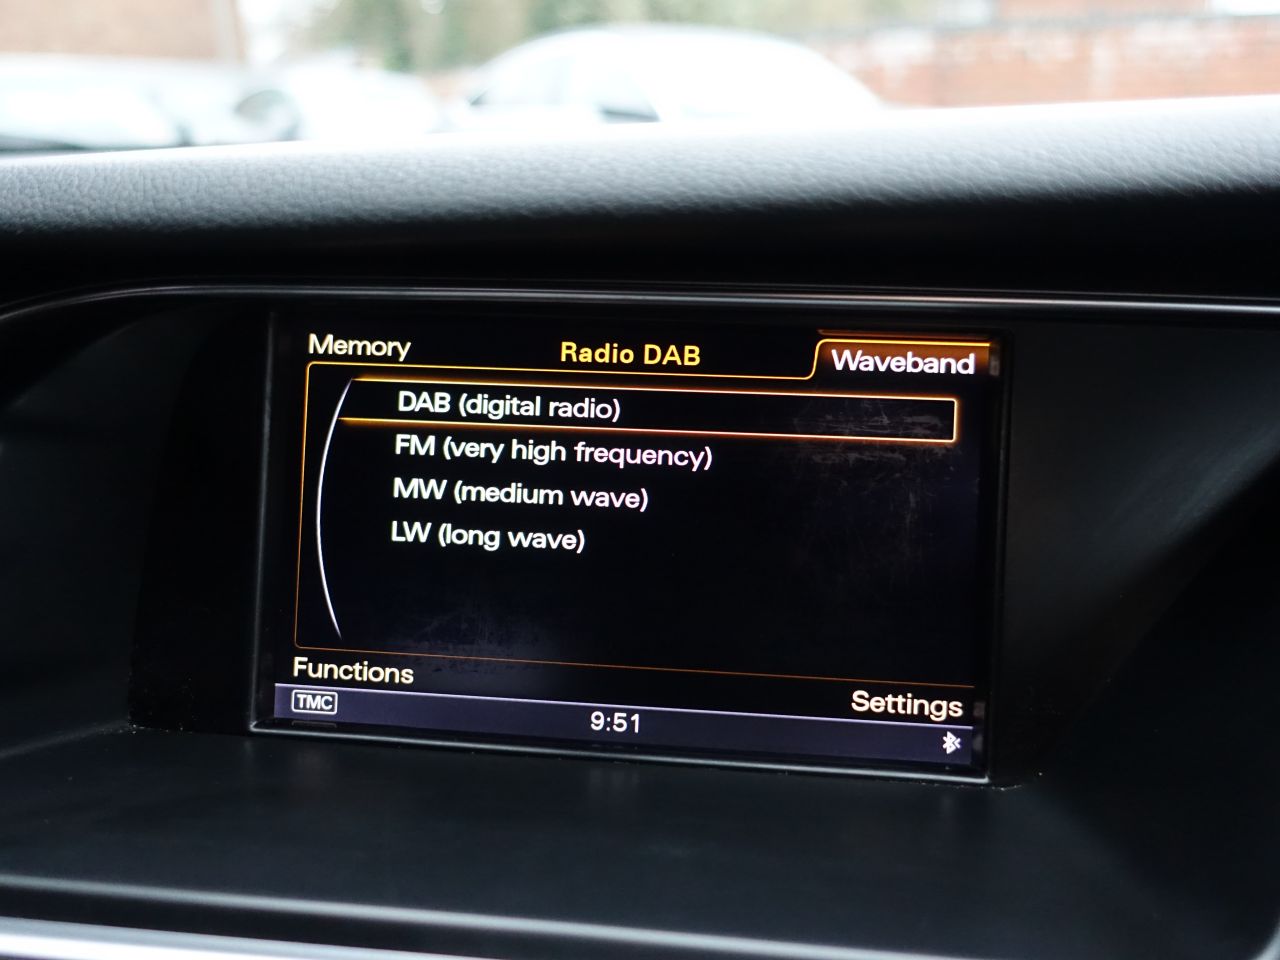 Memory
Radio DAB
Waveband
DAB (digital radio)
FM (very high frequency)
MW (medium wave)
LW (long wave)
Functions
Settings
TMC
9:51